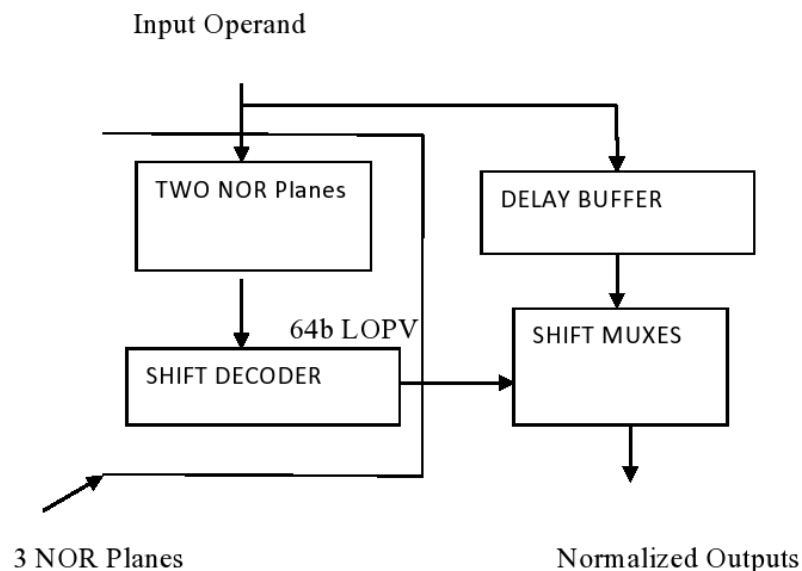 Input Operand
TWO NOR Planes
DELAY BUFFER
64b LOPV
SHIFT MUXES
SHIFT DECODER
3 NOR Planes
Normalized Outputs